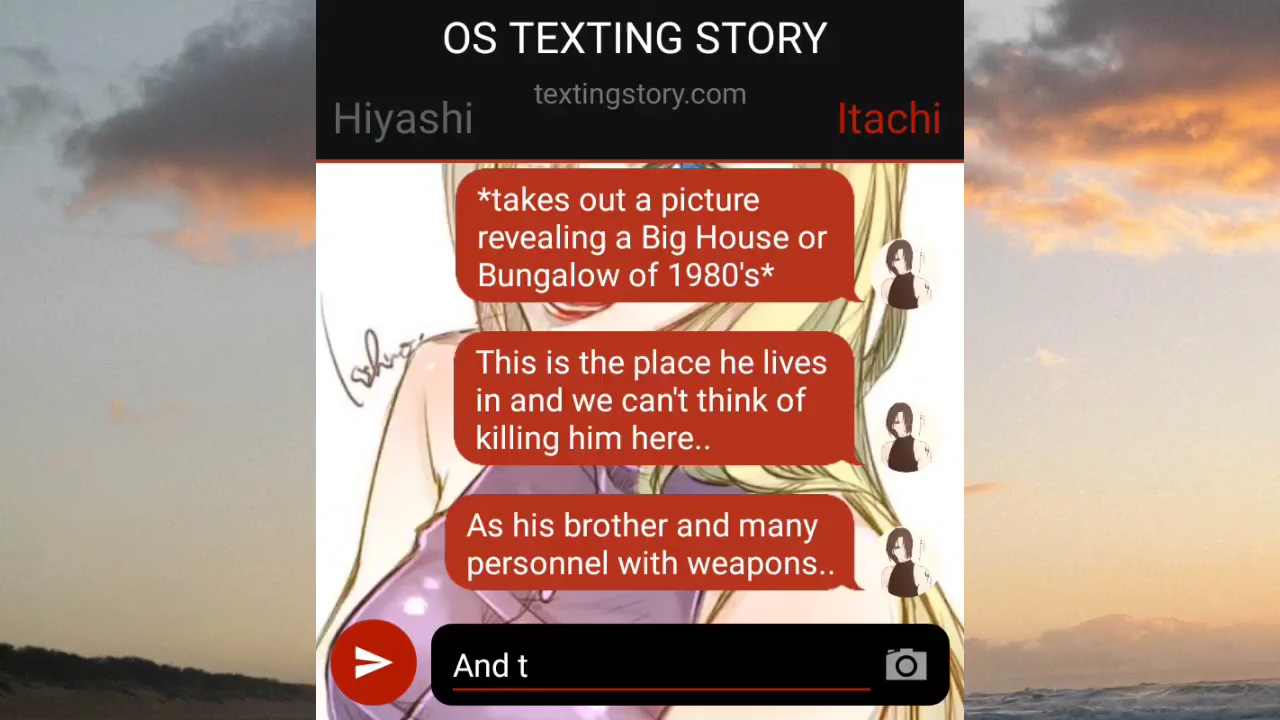 OS TEXTING STORY
textingstory.com
Hiyashi
Itachi
*takes out a picture
revealing a Big House or
Bungalow of 1980's*
This is the place he lives
in and we can't think of
killing him here..
As his brother and many
personnel with weapons..
And t